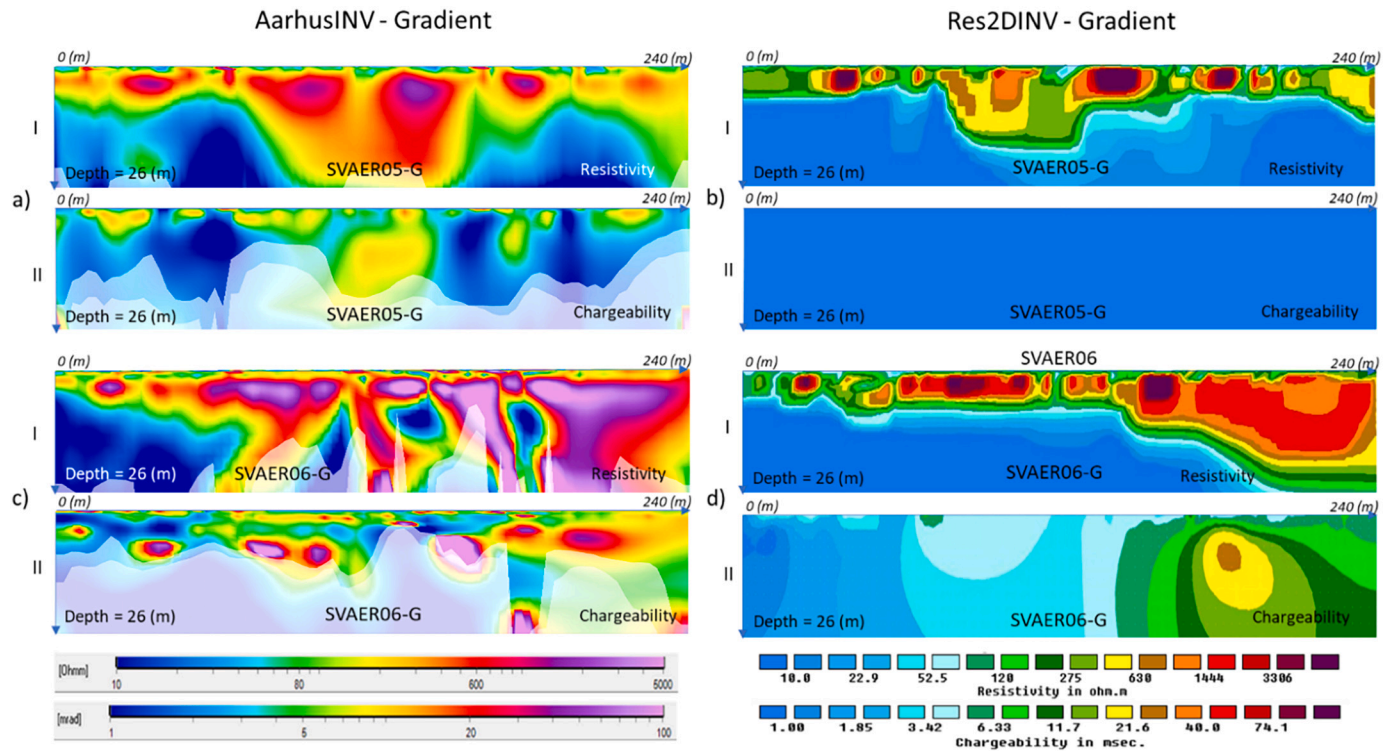 AarhusINV - Gradient
Res2DINV - Gradient
0 (m)
240 (m)
I
Depth = 26 (m)
SVAER05-G
Resistivity
a)
0 (m)
240 (m)
II
Depth = 26 (m)
SVAER05-G
Chargeability
0 (m)
240 (m)
I
Depth = 26 (m)
SVAER05-G
Resistivity
b)
0 (m)
240 (m)
II
Depth = 26 (m)
SVAER05-G
Chargeability
0 (m)
240 (m)
I
Depth = 26 (m)
SVAER06-G
Resistivity
c)
0 (m)
240 (m)
II
Depth = 26 (m)
SVAER06-G
Chargeability
SVAER06
0 (m)
240 (m)
I
Depth = 26 (m)
SVAER06-G
Resistivity
d)
0 (m)
240 (m)
II
Depth = 26 (m)
SVAER06-G
Chargeability
[Ohmm]
10 80 600 5000
[mrad]
1 5 20 100
10.0 22.9 52.5 120 275 630 1444 3306
Resistivity in ohm.m
1.00 1.85 3.42 6.33 11.7 21.6 40.0 74.1
Chargeability in msec.